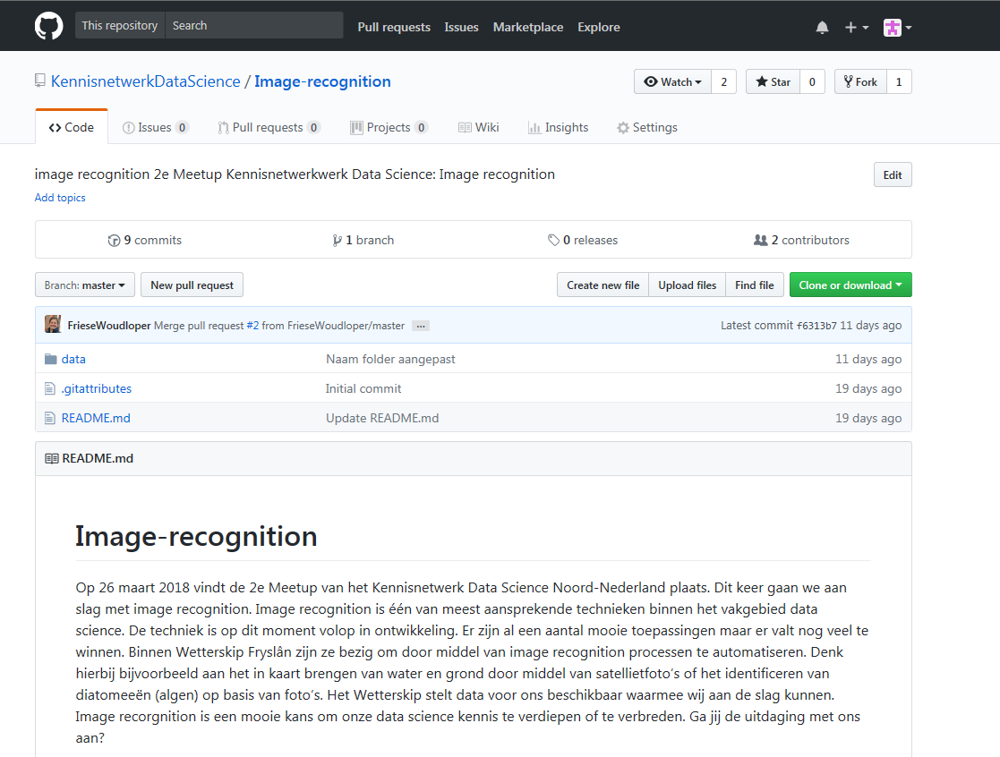 This repository Search Pull requests Issues Marketplace Explore
KennisnetwerkDataScience / Image-recognition Watch 2 Star 0 Fork 1
Code Issues 0 Pull requests 0 Projects 0 Wiki Insights Settings
image recognition 2e Meetup Kennisnetwerkwerk Data Science: Image recognition Edit
Add topics
9 commits 1 branch 0 releases 2 contributors
Branch: master New pull request Create new file Upload files Find file Clone or download
FrieseWoudloper Merge pull request #2 from FrieseWoudloper/master ... Latest commit f6313b7 11 days ago
data Naam folder aangepast 11 days ago
.gitattributes Initial commit 19 days ago
README.md Update README.md 19 days ago
README.md
Image-recognition
Op 26 maart 2018 vindt de 2e Meetup van het Kennisnetwerk Data Science Noord-Nederland plaats. Dit keer gaan we aan
slag met image recognition. Image recognition is één van meest aansprekende technieken binnen het vakgebied data
science. De techniek is op dit moment volop in ontwikkeling. Er zijn al een aantal mooie toepassingen maar er valt nog veel te
winnen. Binnen Wetterskip Fryslân zijn ze bezig om door middel van image recognition processen te automatiseren. Denk
hierbij bijvoorbeeld aan het in kaart brengen van water en grond door middel van satellietfoto's of het identificeren van
diatomeeën (algen) op basis van foto's. Het Wetterskip stelt data voor ons beschikbaar waarmee wij aan de slag kunnen.
Image recorgnition is een mooie kans om onze data science kennis te verdiepen of te verbreden. Ga jij de uitdaging met ons
aan?